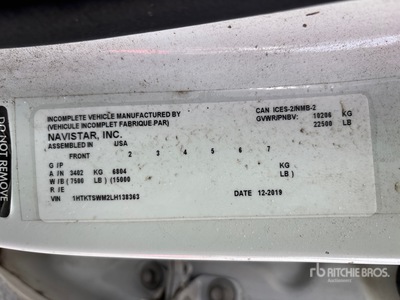 INCOMPLETE VEHICLE MANUFACTURED BY
(VEHICULE INCOMPLET FABRIQUE PAR)
NAVISTAR, INC.
ASSEMBLED IN USA
CAN ICES-2/NMB-2
GVWR/PNBV: 10206 KG
22500 LB
FRONT 2 3 4 5 6 7
G/P
A/N 3402 KG 6804 KG
W/B (7500 LB) (15000 LB
R/E
DATE 12-2019
VIN 1HTKTSWM2LH138363
DO NOT REMOVE
rb RITCHIE BROS.